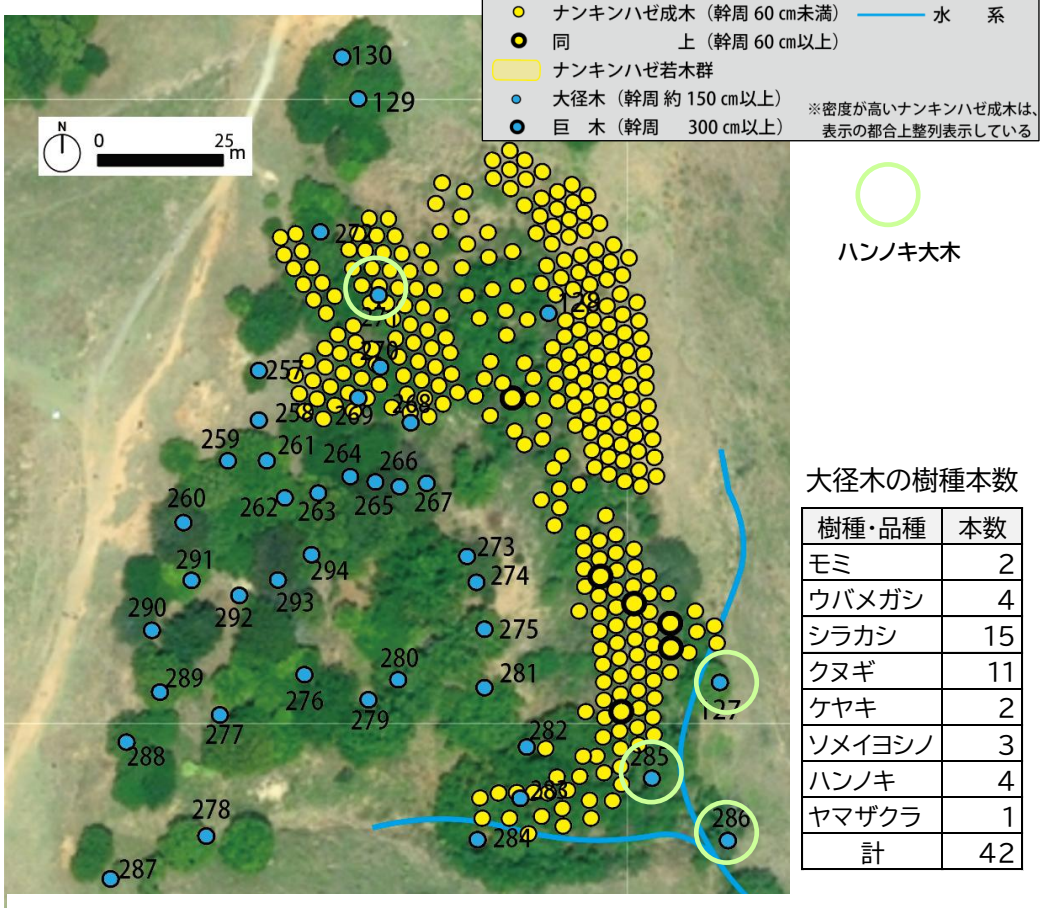 ナンキンハゼ成木（幹周 60 ㎝未満） 水 系
同 上（幹周 60 ㎝以上）
ナンキンハゼ若木群
大径木（幹周 約 150 ㎝以上）
巨 木（幹周 300 ㎝以上）
※密度が高いナンキンハゼ成木は、
表示の都合上整列表示している
N
0 25 m
ハンノキ大木
130
129
272
128
271
270
257
269
268
258
259
261
264
266
260
262
263
265
267
291
294
273
274
290
292
293
275
289
276
280
281
277
279
127
288
282
285
278
283
284
286
287
大径木の樹種本数
樹種・品種 本数
モミ 2
ウバメガシ 4
シラカシ 15
クヌギ 11
ケヤキ 2
ソメイヨシノ 3
ハンノキ 4
ヤマザクラ 1
計 42